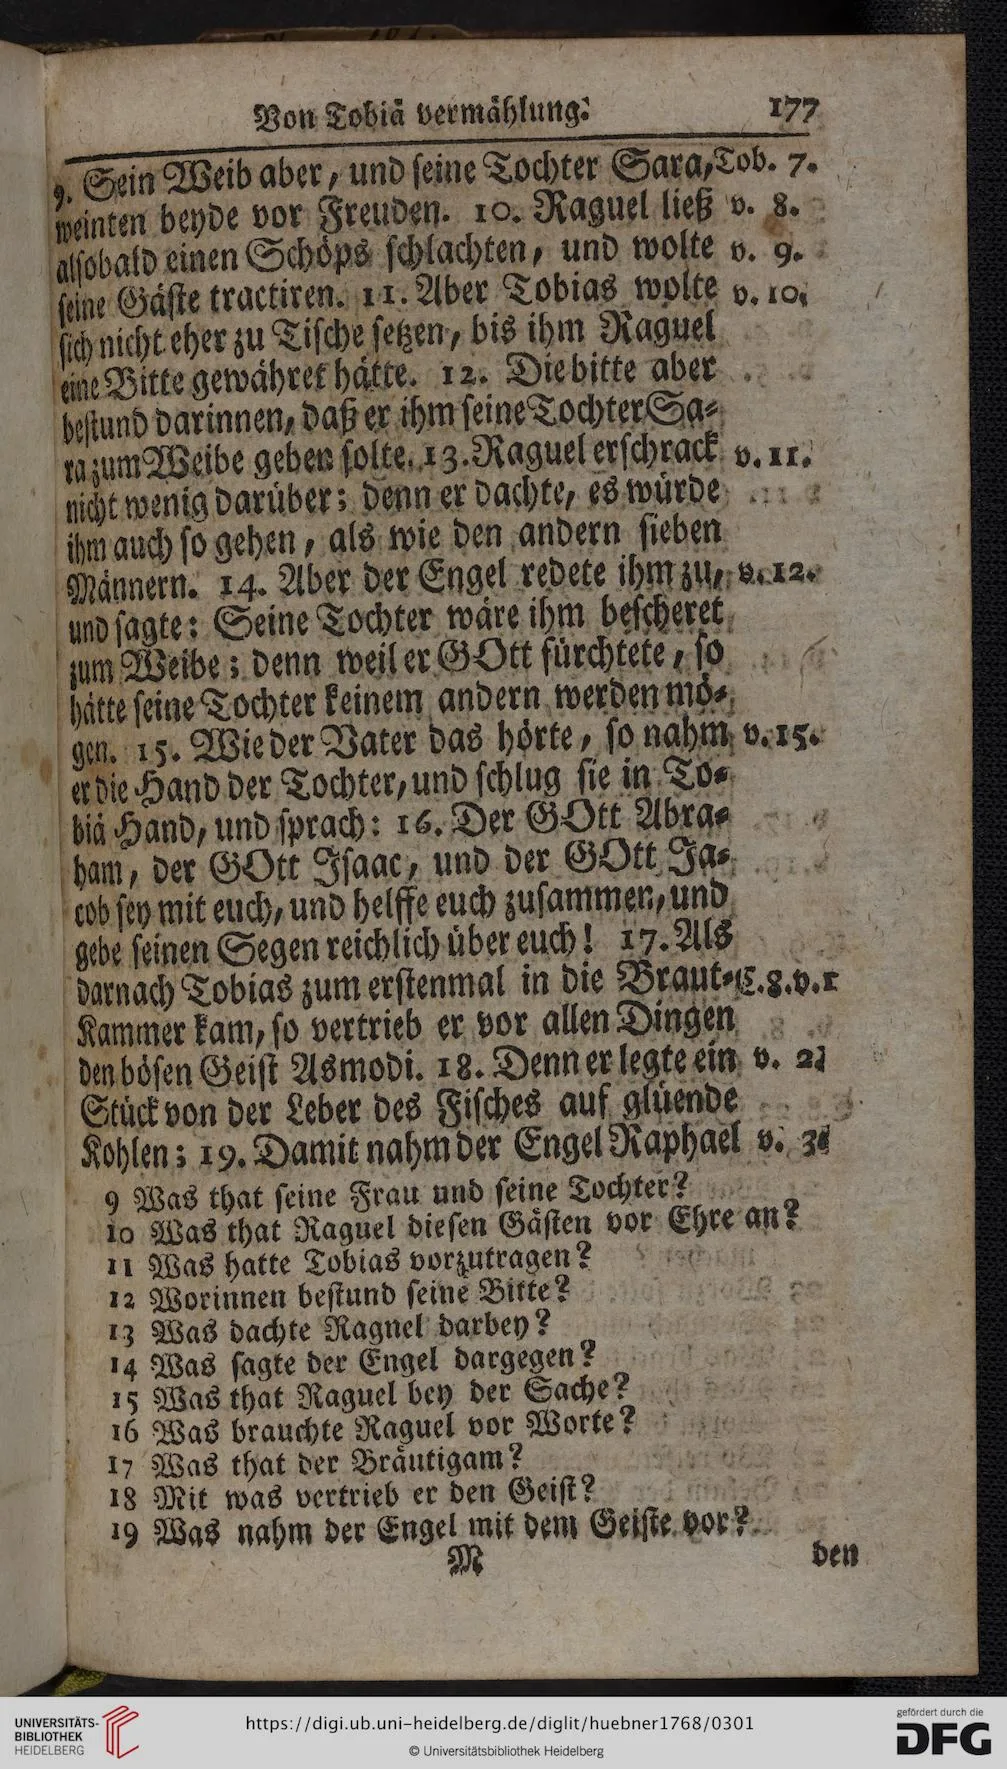 Von Tobiä vermählung. 177
9. Sein Weib aber, und seine Tochter Sara, Tob. 7.
weinten beyde vor Freuden. 10. Raguel ließ v. 8.
alsobald einen Schöps schlachten, und wolte v. 9.
seine Gäste tractiren. 11. Aber Tobias wolte v. 10.
sich nicht eher zu Tische setzen, bis ihm Raguel
eine Bitte gewähret hätte. 12. Die bitte aber
bestund darinnen, daß er ihm seine Tochter Sa-
ra zum Weibe geben solte. 13. Raguel erschrack v. 11.
nicht wenig darüber; denn er dachte, es würde
ihm auch so gehen, als wie den andern sieben
Männern. 14. Aber der Engel redete ihm zu, v. 12.
und sagte: Seine Tochter wäre ihm bescheret
zum Weibe; denn weil er GOtt fürchtete, so
hätte seine Tochter keinem andern werden mö-
gen. 15. Wie der Vater das hörte, so nahm v. 15.
er die Hand der Tochter, und schlug sie in To-
biä Hand, und sprach: 16. Der GOtt Abra-
ham, der GOtt Isaac, und der GOtt Ja-
cob sey mit euch, und helffe euch zusammen, und
gebe seinen Segen reichlich über euch! 17. Als
darnach Tobias zum erstenmal in die Braut- C. 8. v. 1
Kammer kam, so vertrieb er vor allen Dingen
den bösen Geist Asmodi. 18. Denn er legte ein v. 2.
Stück von der Leber des Fisches auf glüende
Kohlen; 19. Damit nahm der Engel Raphael v. 3.
9 Was that seine Frau und seine Tochter?
10 Was that Raguel diesen Gästen vor Ehre an?
11 Was hatte Tobias vorzutragen?
12 Worinnen bestund seine Bitte?
13 Was dachte Ragnel darbey?
14 Was sagte der Engel dargegen?
15 Was that Raguel bey der Sache?
16 Was brauchte Raguel vor Worte?
17 Was that der Bräutigam?
18 Mit was vertrieb er den Geist?
19 Was nahm der Engel mit dem Geiste vor?
M den
UNIVERSITÄTS-
BIBLIOTHEK
HEIDELBERG
https://digi.ub.uni-heidelberg.de/diglit/huebner1768/0301
© Universitätsbibliothek Heidelberg
gefördert durch die
DFG